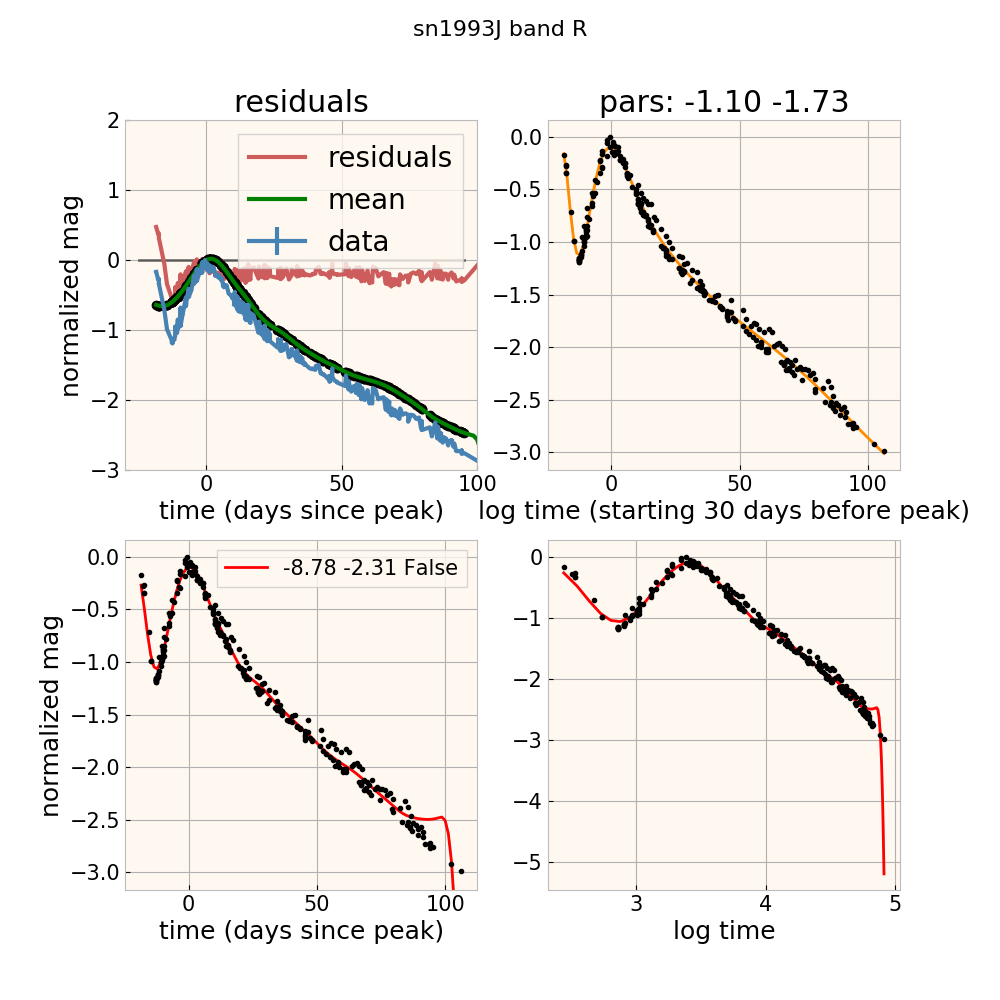 sn1993J band R
residuals
pars: -1.10 -1.73
residuals
mean
data
normalized mag
2
1
0
−1
−2
−3
0
50
100
time (days since peak)
0.0
−0.5
−1.0
−1.5
−2.0
−2.5
−3.0
0
50
100
log time (starting 30 days before peak)
-8.78 -2.31 False
normalized mag
0.0
−0.5
−1.0
−1.5
−2.0
−2.5
−3.0
0
50
100
time (days since peak)
0
−1
−2
−3
−4
−5
3
4
5
log time